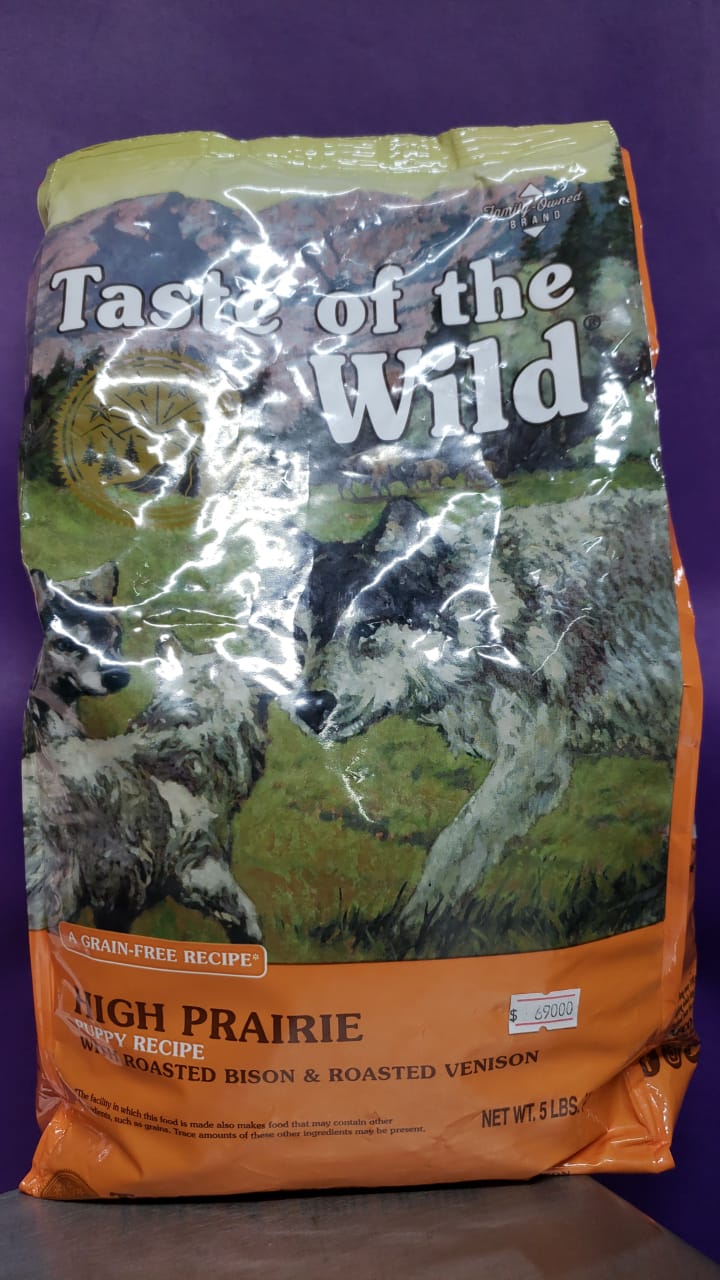 Family-Owned
BRAND
Taste of the
Wild®
A GRAIN-FREE RECIPE*
HIGH PRAIRIE
PUPPY RECIPE
WITH ROASTED BISON & ROASTED VENISON
$ 69000
*The facility in which this food is made also makes food that may contain other
such as grains. Trace amounts of these other ingredients may be present.
NET WT. 5 LBS.